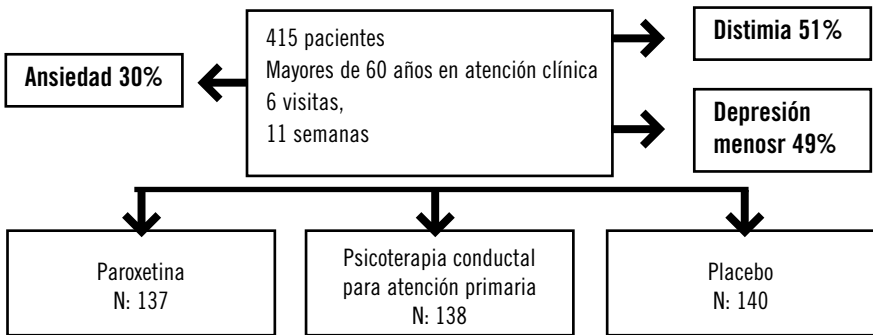 415 pacientes
Mayores de 60 años en atención clínica
6 visitas,
11 semanas
Ansiedad 30%
Distimia 51%
Depresión
menosr 49%
Paroxetina
N: 137
Psicoterapia conductal
para atención primaria
N: 138
Placebo
N: 140